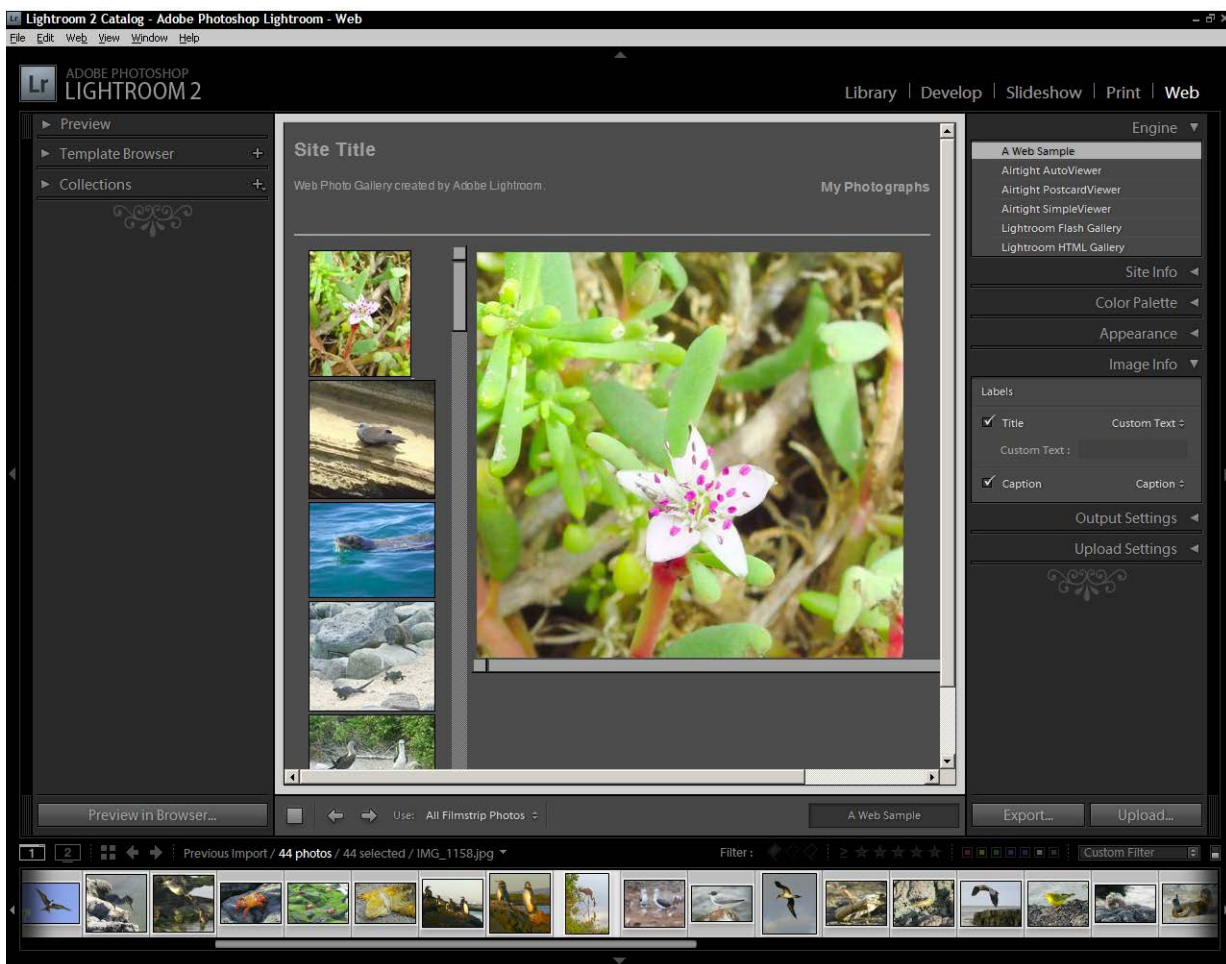 Lr Lightroom 2 Catalog - Adobe Photoshop Lightroom - Web
File Edit Web View Window Help
Lr ADOBE PHOTOSHOP
LIGHTROOM 2
Library | Develop | Slideshow | Print | Web
Preview
Template Browser
Collections
Site Title
Web Photo Gallery created by Adobe Lightroom.
My Photographs
Engine
A Web Sample
Airtight AutoViewer
Airtight PostcardViewer
Airtight SimpleViewer
Lightroom Flash Gallery
Lightroom HTML Gallery
Site Info
Color Palette
Appearance
Image Info
Labels
Title Custom Text
Custom Text :
Caption Caption
Output Settings
Upload Settings
Preview in Browser...
Use: All Filmstrip Photos
A Web Sample
Export...
Upload...
1 2 Previous Import / 44 photos / 44 selected / IMG_1158.jpg
Filter :
Custom Filter